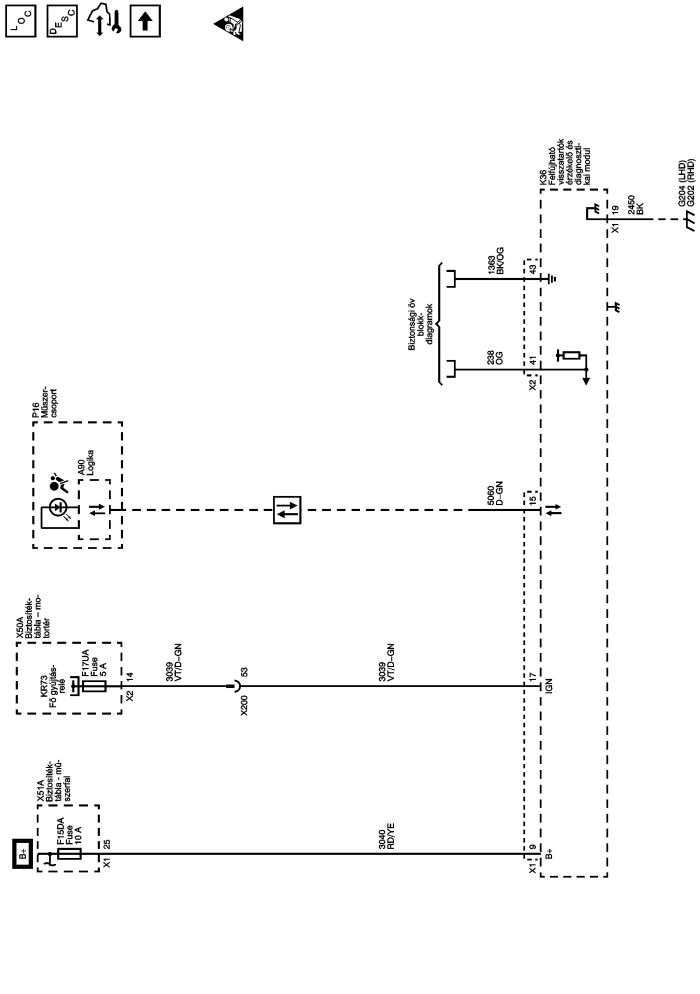 L O C
D E S C
B+
X51A
Biztosíték-
tábla - mű-
szerfal
F15DA
Fuse
10 A
X1
25
3040
RD/YE
X1
9
B+
X50A
Biztosíték-
tábla – mo-
tortér
KR73
Fő gyújtás-
relé
F17UA
Fuse
5 A
X2
14
3039
VT/D–GN
X200
53
3039
VT/D–GN
17
IGN
P16
Műszer-
csoport
A90
Logika
5060
D–GN
15
Biztonsági öv
blokk-
diagramok
238
OG
X2
41
1363
BK/OG
43
K36
Felfújható
visszatartók
érzékelő és
diagnoszti-
kai modul
X1
19
2450
BK
G204 (LHD)
G202 (RHD)